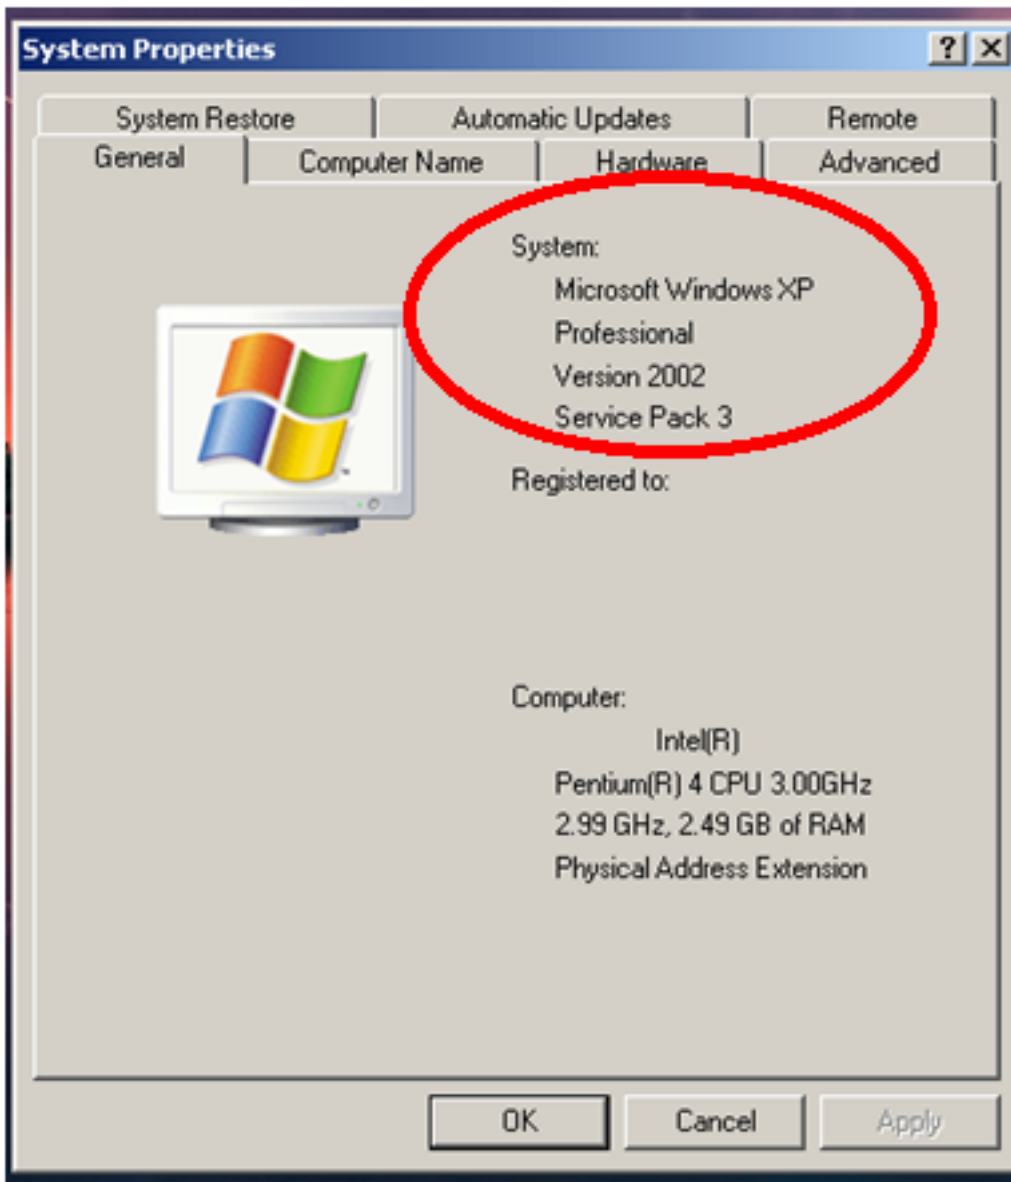 System Properties
? X
System Restore Automatic Updates Remote
General Computer Name Hardware Advanced
System:
Microsoft Windows XP
Professional
Version 2002
Service Pack 3
Registered to:
Computer:
Intel(R)
Pentium(R) 4 CPU 3.00GHz
2.99 GHz, 2.49 GB of RAM
Physical Address Extension
OK Cancel Apply